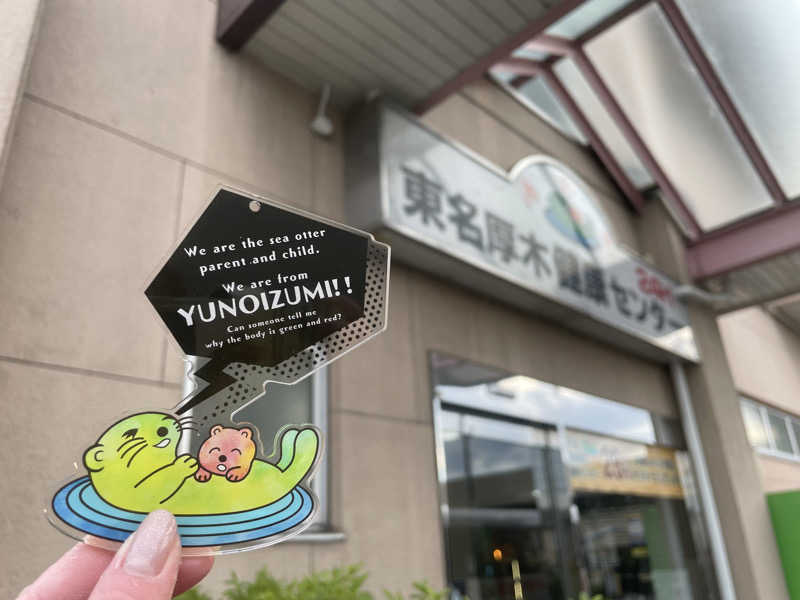 We are the sea otter
parent and child.
We are from
YUNOIZUMI!!
Can someone tell me
why the body is green and red?
東名厚木健康センター